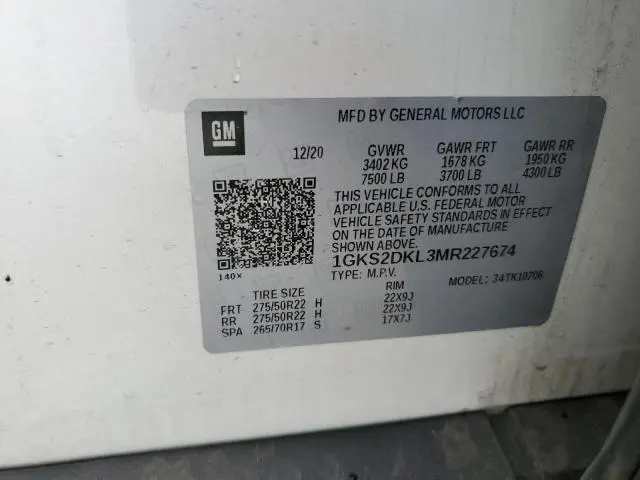 GM
MFD BY GENERAL MOTORS LLC
12/20 GVWR GAWR FRT GAWR RR
3402 KG 1678 KG 1950 KG
7500 LB 3700 LB 4300 LB
THIS VEHICLE CONFORMS TO ALL
APPLICABLE U.S. FEDERAL MOTOR
VEHICLE SAFETY STANDARDS IN EFFECT
ON THE DATE OF MANUFACTURE
SHOWN ABOVE.
1GKS2DKL3MR227674
140X
TYPE: M.P.V. MODEL: 34TK10706
TIRE SIZE RIM
FRT 275/50R22 H 22X9J
RR 275/50R22 H 22X9J
SPA 265/70R17 S 17X7J